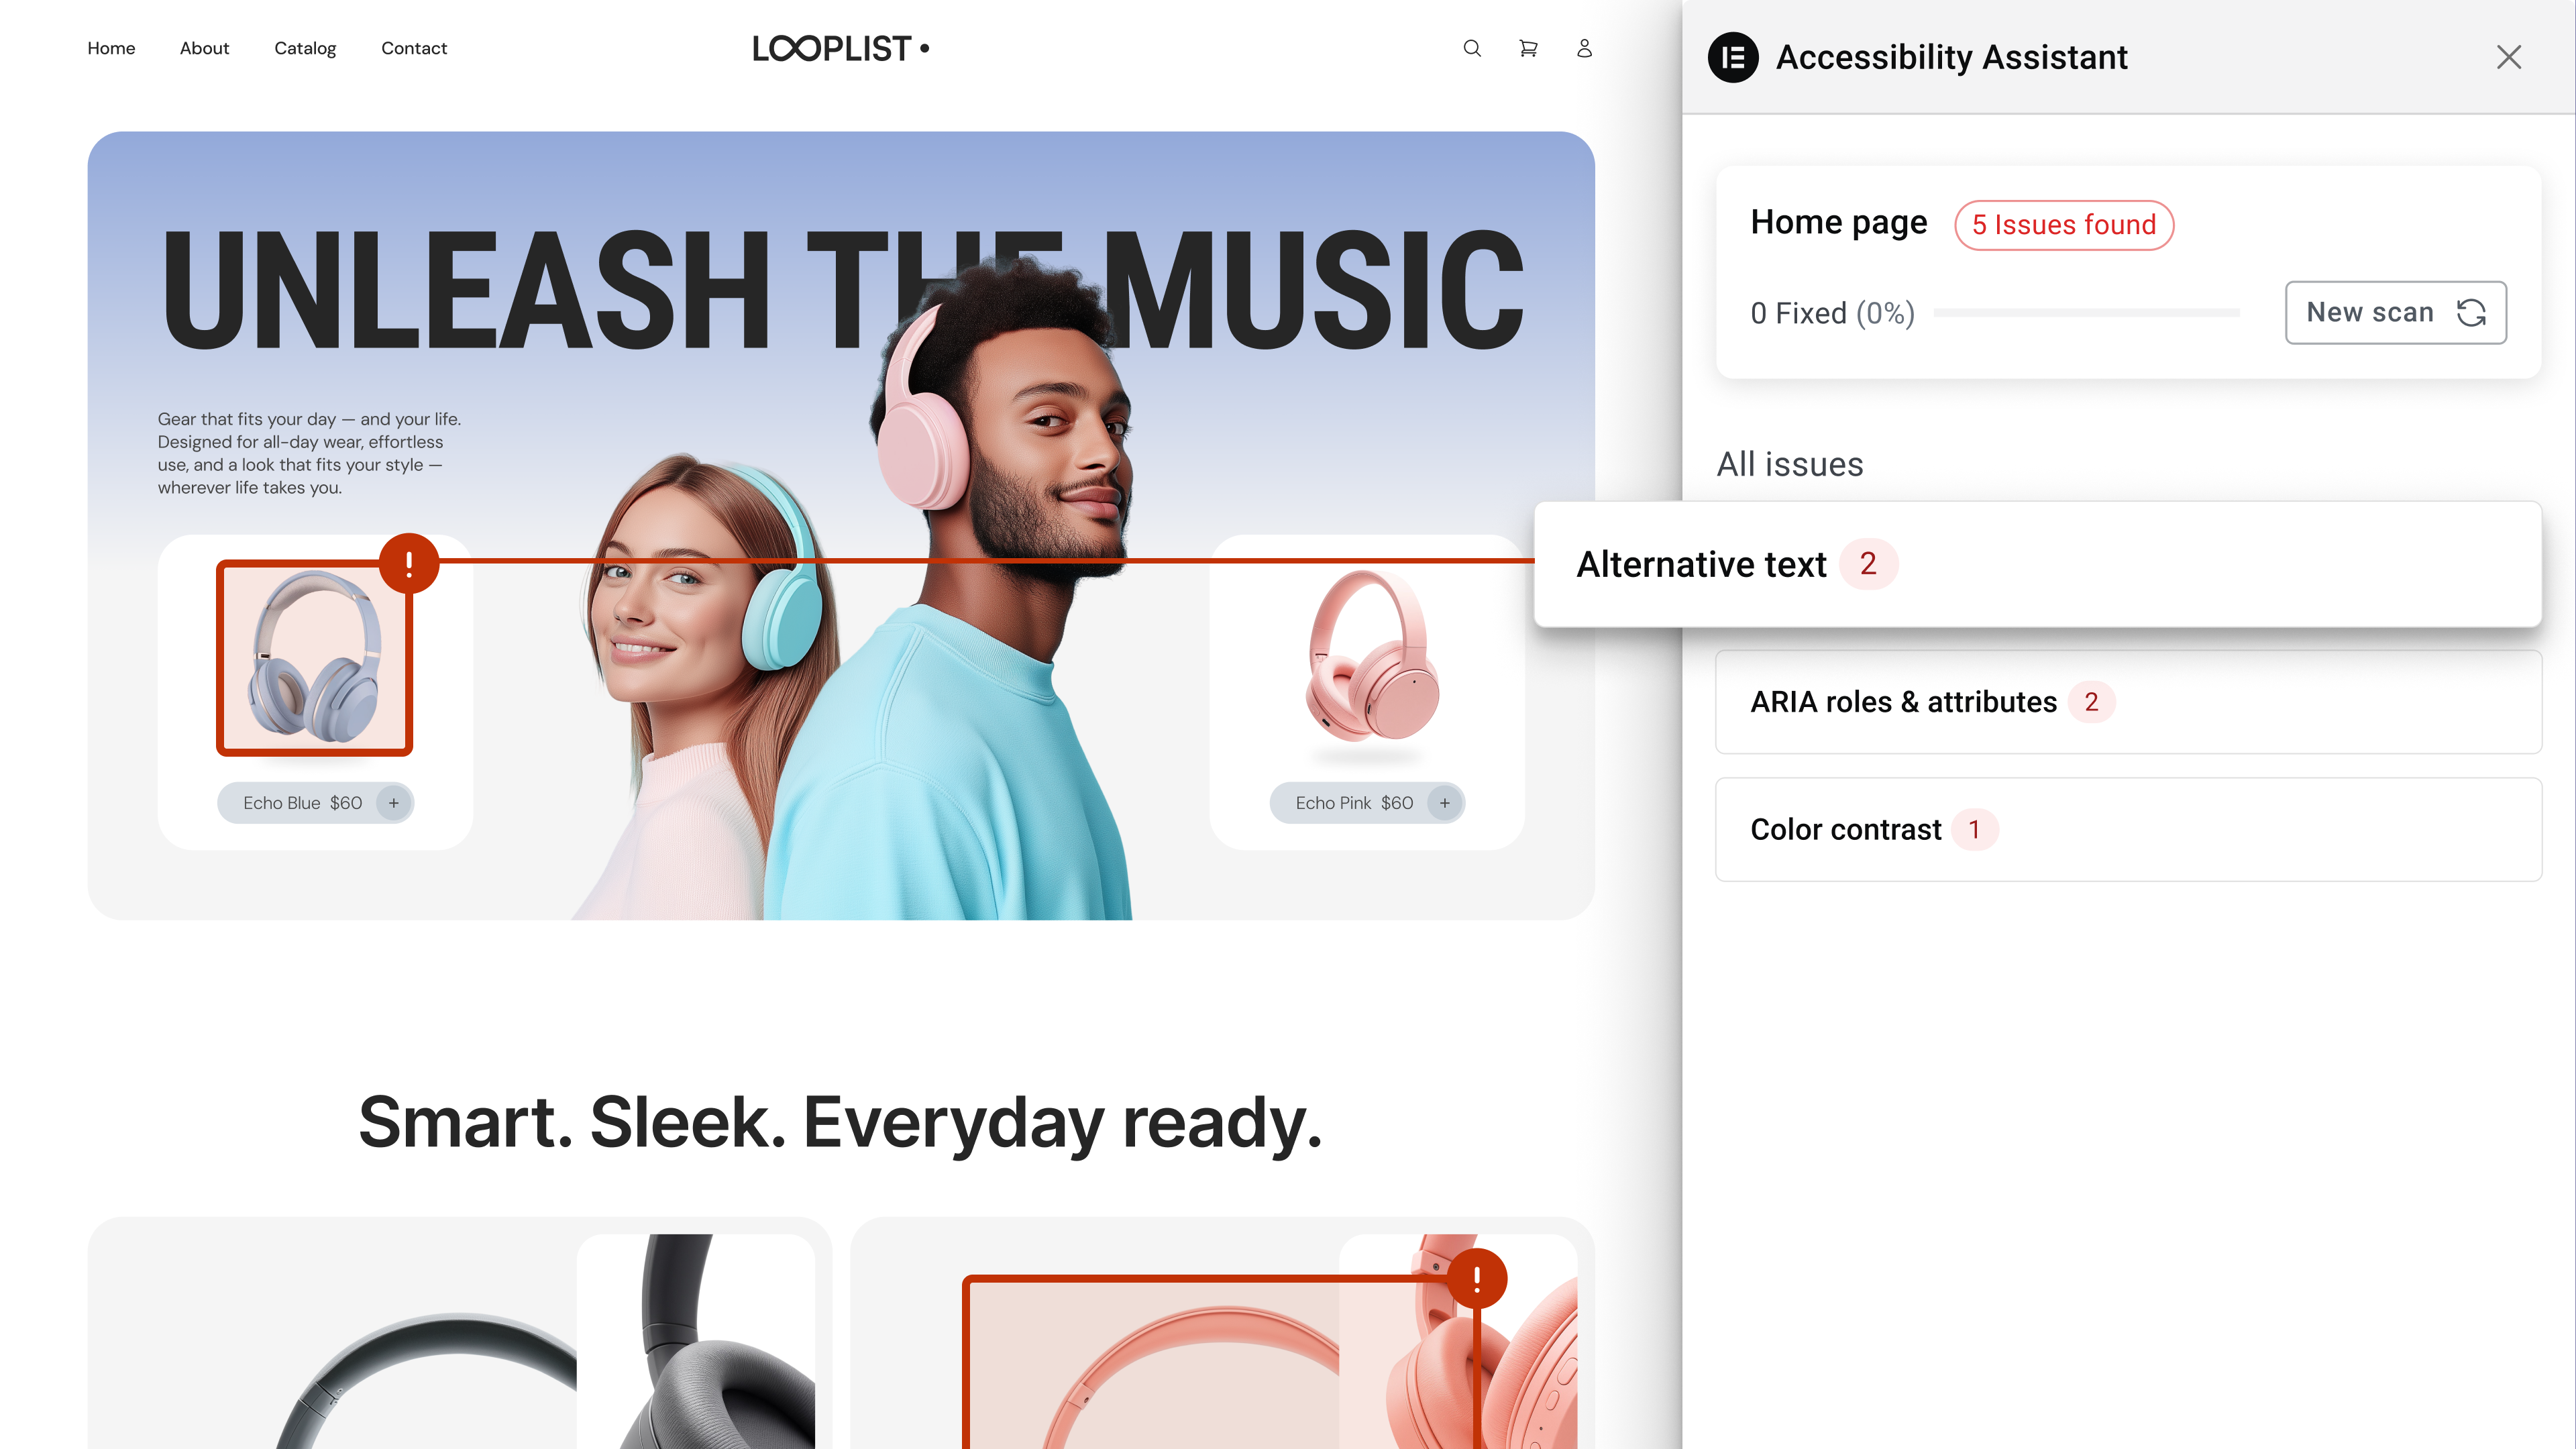 Home
About
Catalog
Contact
LOOPLIST
UNLEASH THE MUSIC
Gear that fits your day — and your life.
Designed for all-day wear, effortless
use, and a look that fits your style —
wherever life takes you.
Echo Blue $60 +
Echo Pink $60 +
Smart. Sleek. Everyday ready.
Accessibility Assistant
Home page
5 Issues found
0 Fixed (0%)
New scan
All issues
Alternative text 2
ARIA roles & attributes 2
Color contrast 1